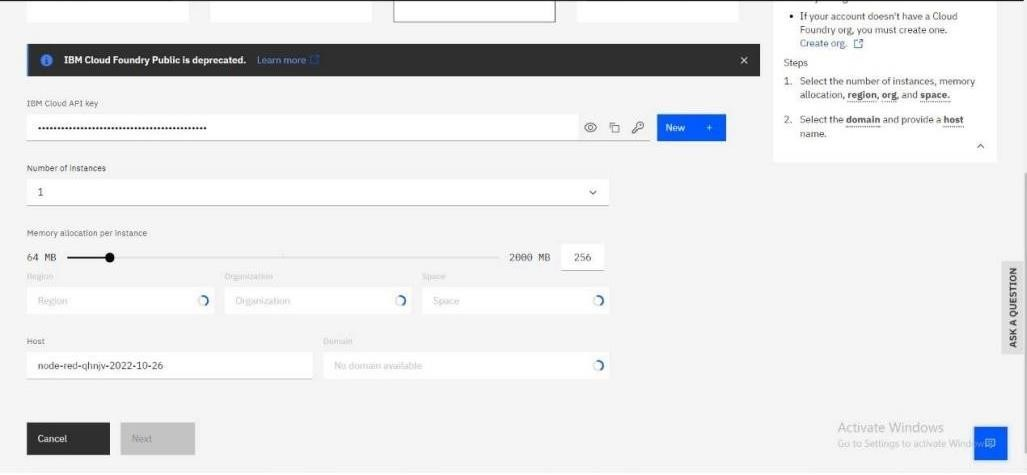 IBM Cloud Foundry Public is deprecated. Learn more
IBM Cloud API key
••••••••••••••••••••••••••••••••••••••••••••
New +
Number of instances
1
Memory allocation per instance
64 MB 2000 MB 256
Region Organization Space
Region Organization Space
Host Domain
node-red-qhnjv-2022-10-26 No domain available
Cancel Next
• If your account doesn't have a Cloud
Foundry org, you must create one.
Create org.
Steps
1. Select the number of instances, memory
allocation, region, org, and space.
2. Select the domain and provide a host
name.
ASK A QUESTION
Activate Windows
Go to Settings to activate Window